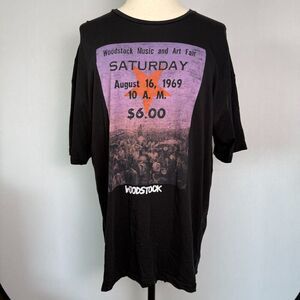 Woodstock Music and Art Fair
SATURDAY
August 16, 1969
10 A. M.
$6.00
WOODSTOCK